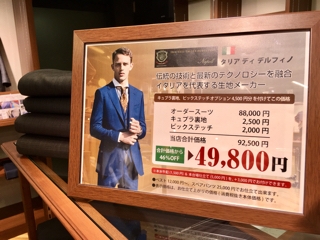 タリア ディ デルフィノ
伝統の技術と最新のテクノロジーを融合
イタリアを代表する生地メーカー
キュプラ裏地、ピックステッチ オプション 4,500円分 を付けてこの価格
オーダースーツ 88,000円
キュプラ裏地 2,500円
ピックステッチ 2,000円
当店合計価格 92,500円
合計価格から
46%OFF
49,800円